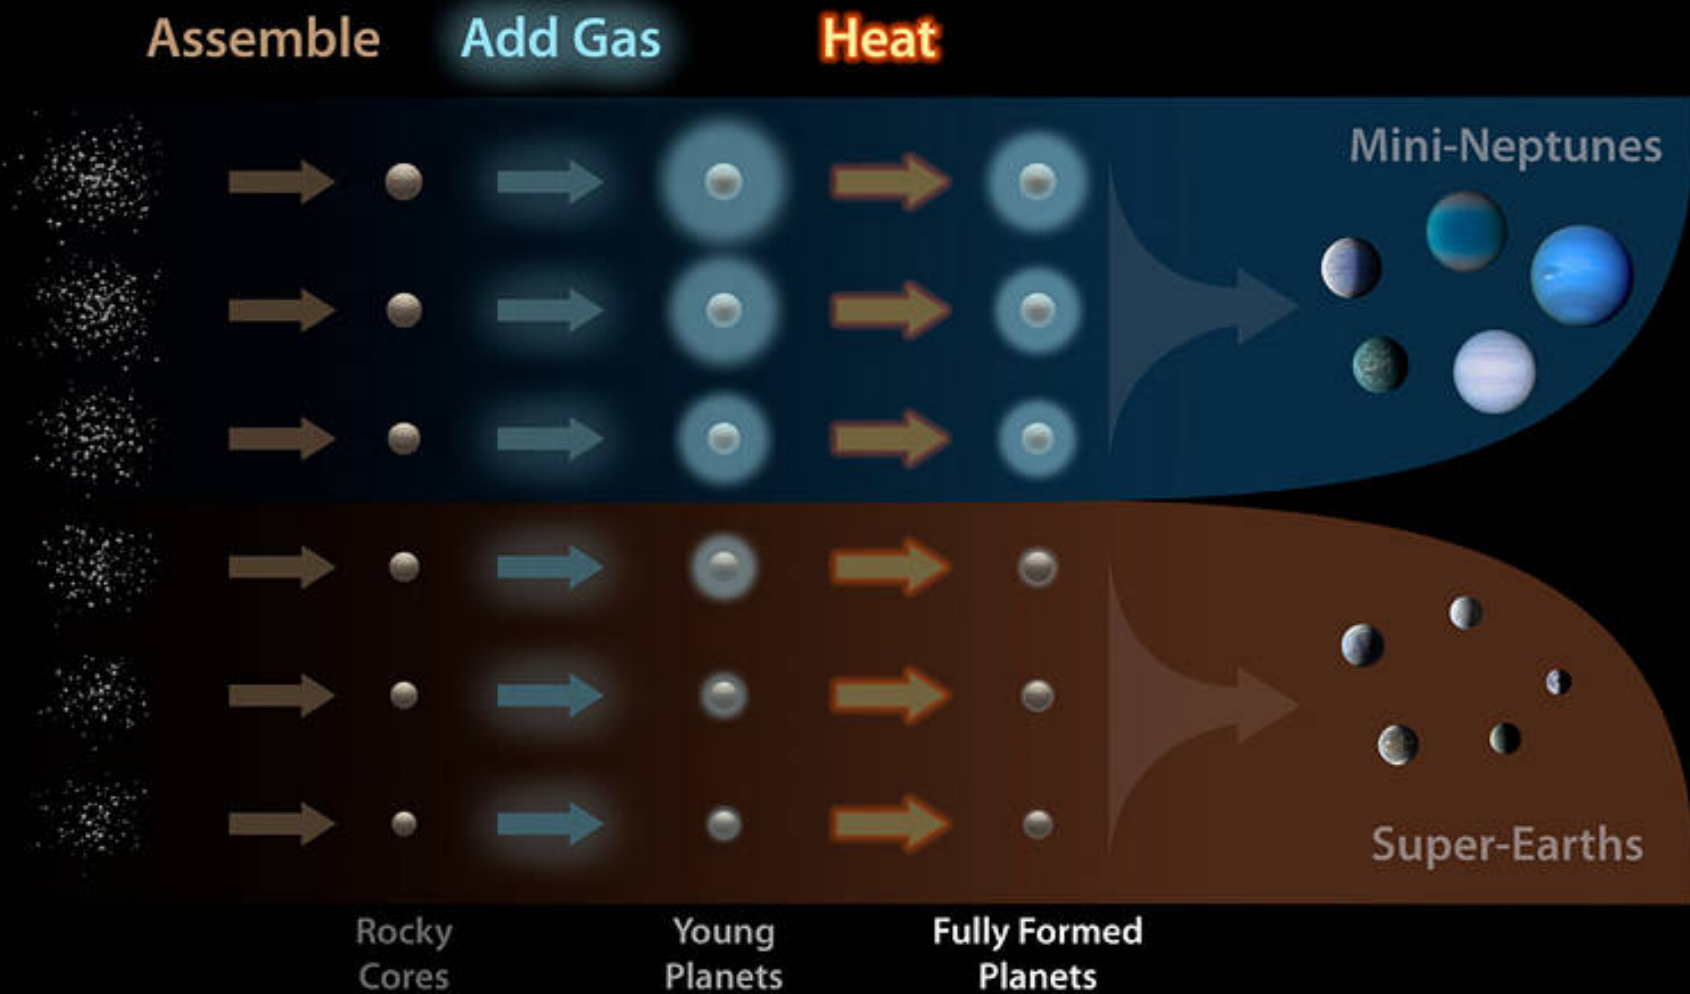 Assemble Add Gas Heat
Mini-Neptunes
Super-Earths
Rocky Young Fully Formed
Cores Planets Planets